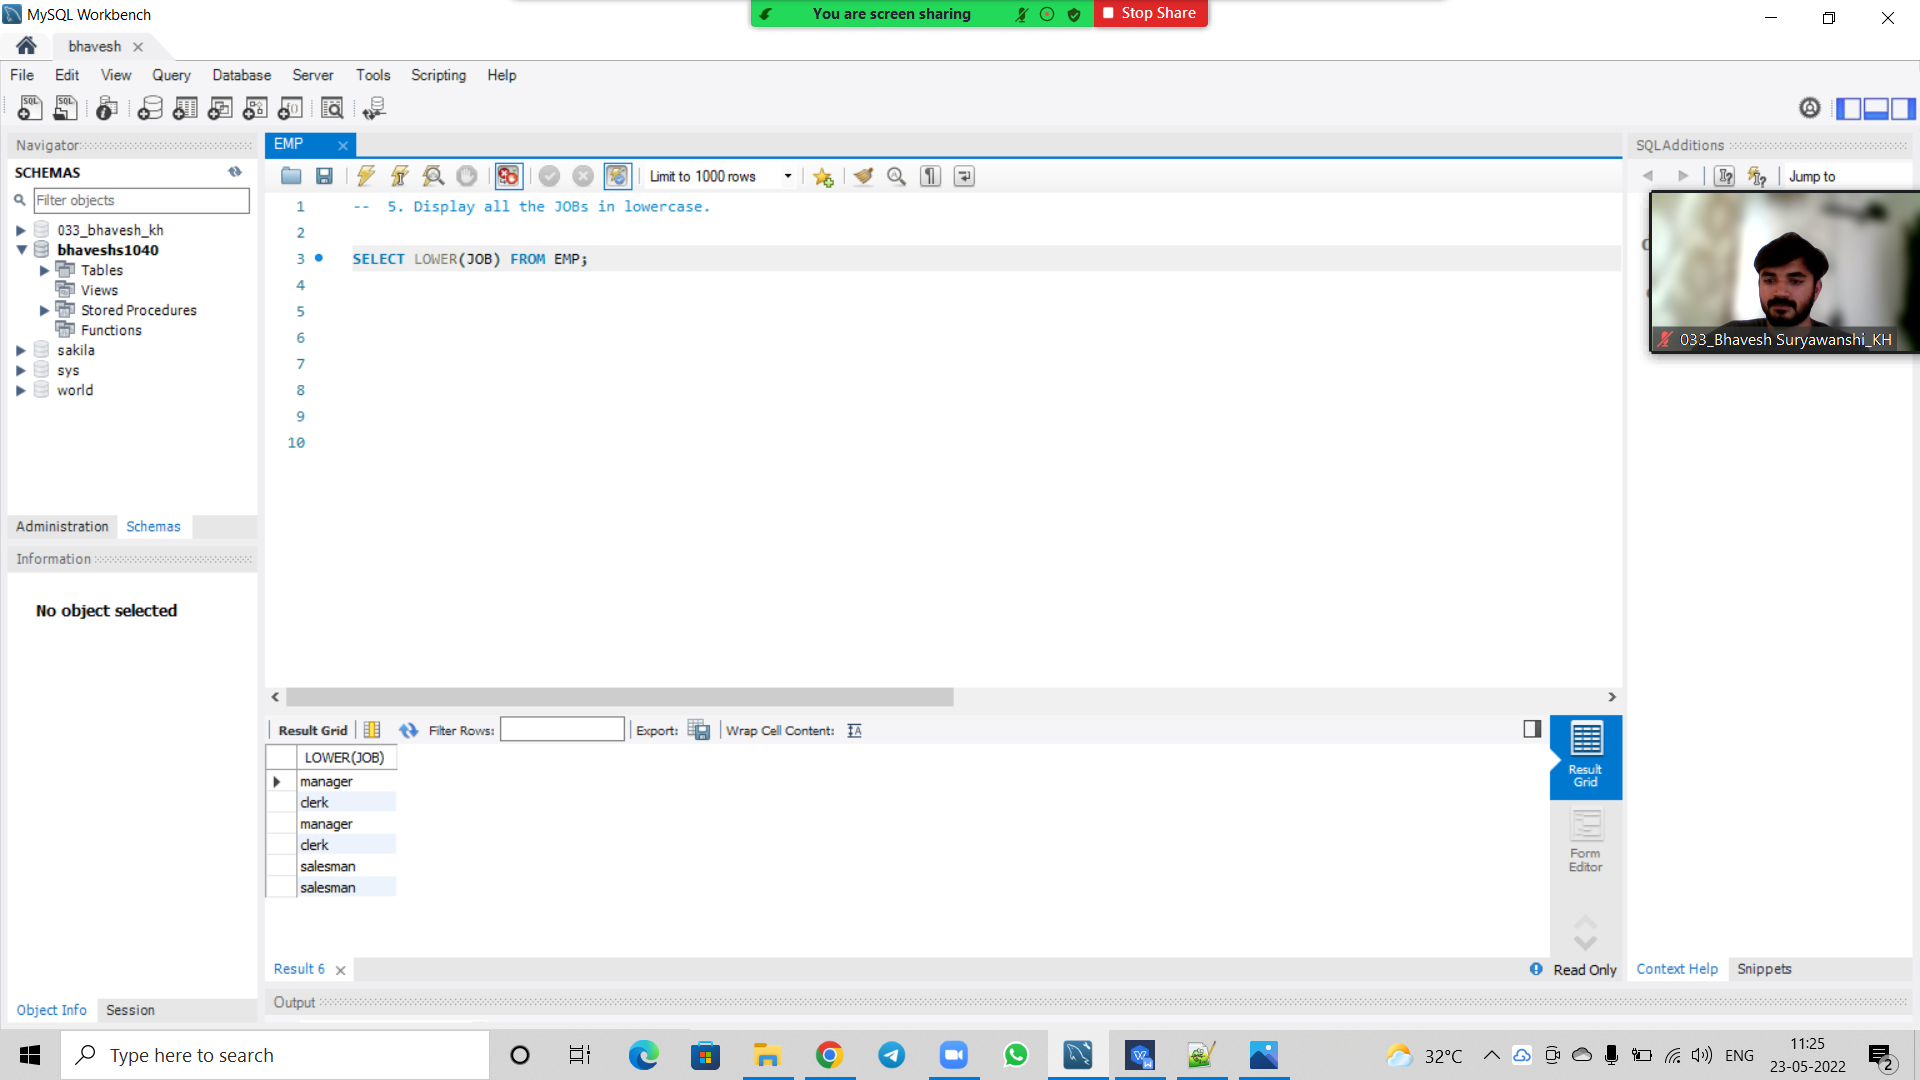 MySQL Workbench
You are screen sharing
Stop Share
bhavesh
File Edit View Query Database Server Tools Scripting Help
Navigator
SCHEMAS
Filter objects
033_bhavesh_kh
bhaveshs1040
Tables
Views
Stored Procedures
Functions
sakila
sys
world
Administration Schemas
Information
No object selected
Object Info Session
EMP
Limit to 1000 rows
1 -- 5. Display all the JOBs in lowercase.
2
3 SELECT LOWER(JOB) FROM EMP;
4
5
6
7
8
9
10
Result Grid Filter Rows: Export: Wrap Cell Content:
LOWER(JOB)
manager
clerk
manager
clerk
salesman
salesman
Result Grid
Form Editor
Result 6
Read Only
Output
SQLAdditions
Jump to
033_Bhavesh Suryawanshi_KH
Context Help Snippets
Type here to search
32°C
ENG
11:25
23-05-2022
2